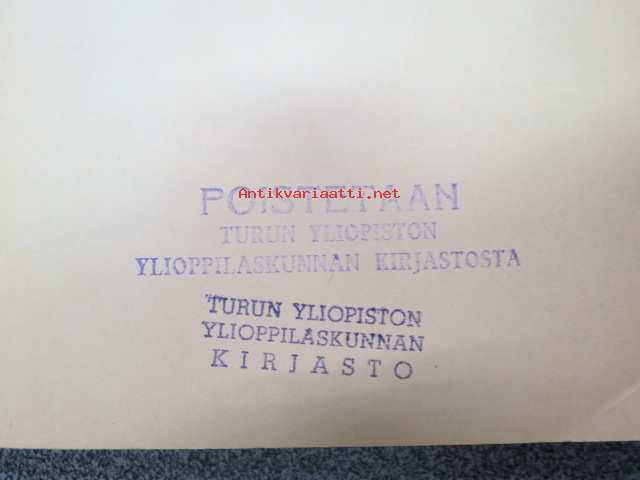 POISTETAAN
Antikvariaatti.net
TURUN YLIOPISTON
YLIOPPILASKUNNAN KIRJASTOSTA
TURUN YLIOPISTON
YLIOPPILASKUNNAN
KIRJASTO